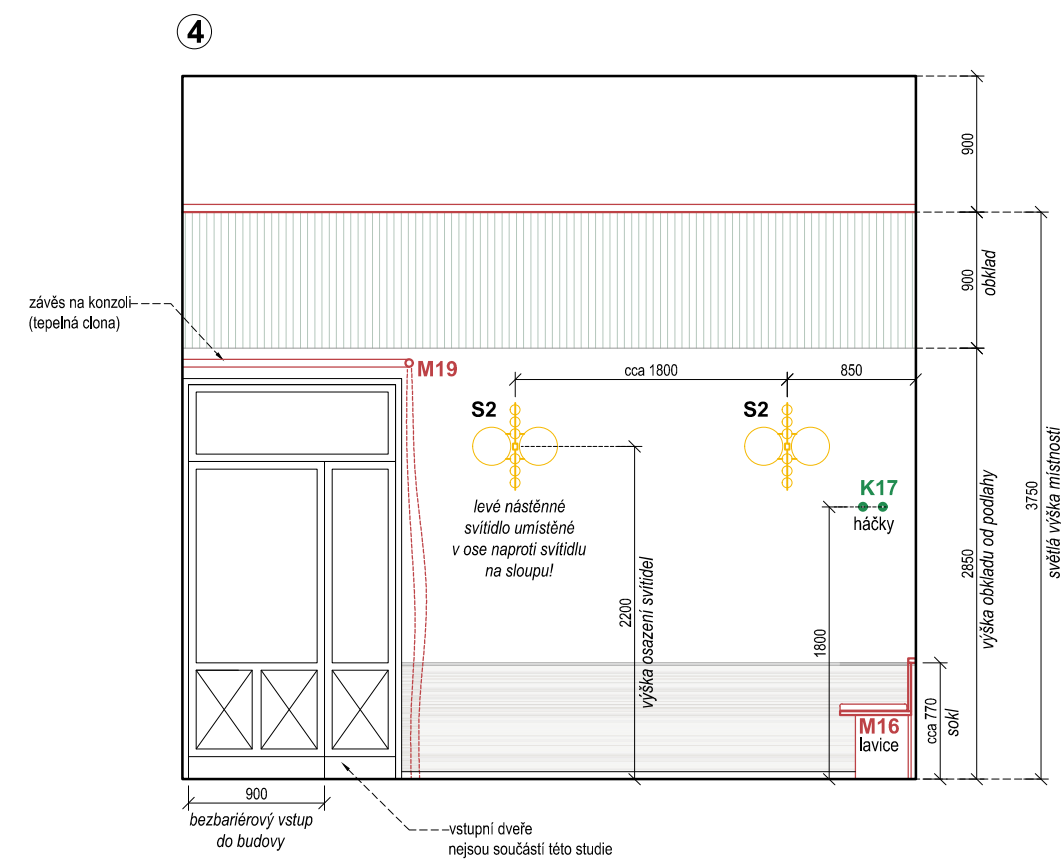 4
900
900
obklad
závěs na konzoli
(tepelná clona)
M19
cca 1800
850
S2
S2
K17
háčky
levé nástěnné
svítidlo umístěné
v ose naproti svítidlu
na sloupu!
2200
výška osazení svítidel
1800
2850
výška obkladu od podlahy
3750
světlá výška místnosti
M16
lavice
cca 770
sokl
900
bezbariérový vstup
do budovy
vstupní dveře
nejsou součástí této studie